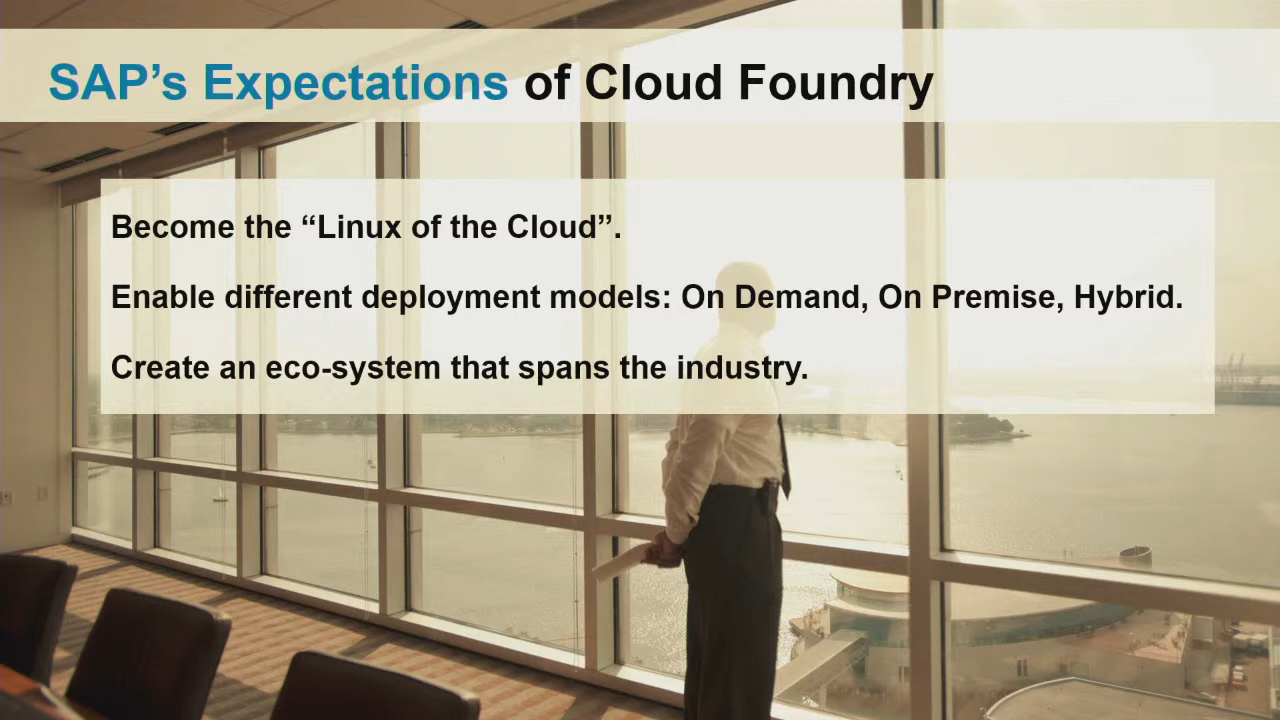 SAP’s Expectations of Cloud Foundry
Become the “Linux of the Cloud”.
Enable different deployment models: On Demand, On Premise, Hybrid.
Create an eco-system that spans the industry.